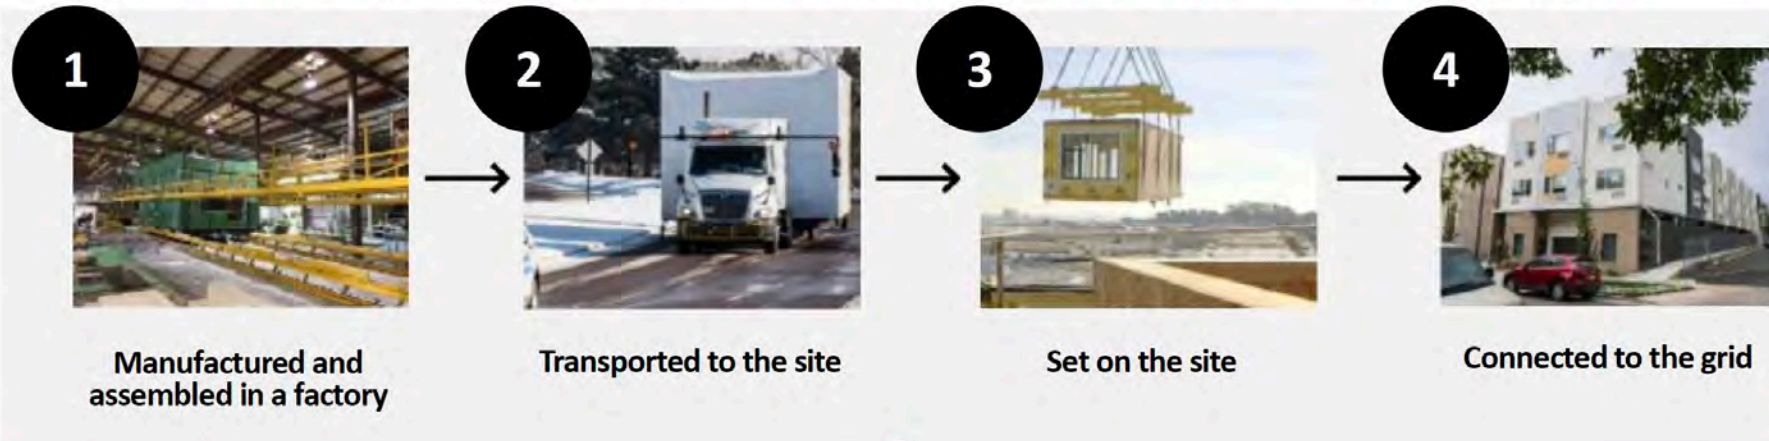 1
2
3
4
Manufactured and
assembled in a factory
Transported to the site
Set on the site
Connected to the grid